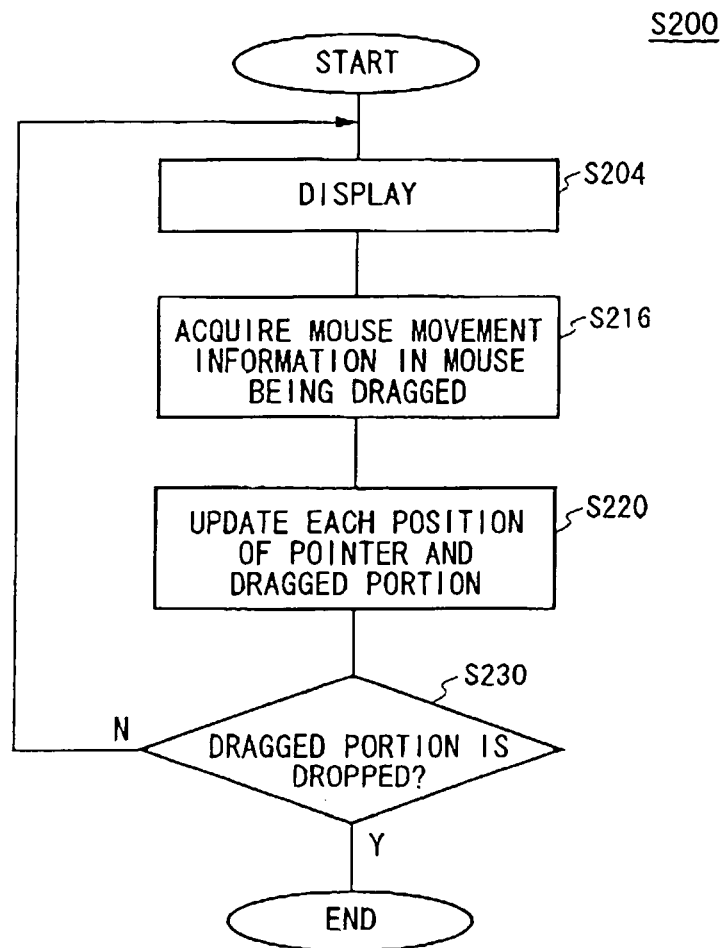 S200
START
DISPLAY
S204
ACQUIRE MOUSE MOVEMENT
INFORMATION IN MOUSE
BEING DRAGGED
S216
UPDATE EACH POSITION
OF POINTER AND
DRAGGED PORTION
S220
S230
N
DRAGGED PORTION IS
DROPPED?
Y
END